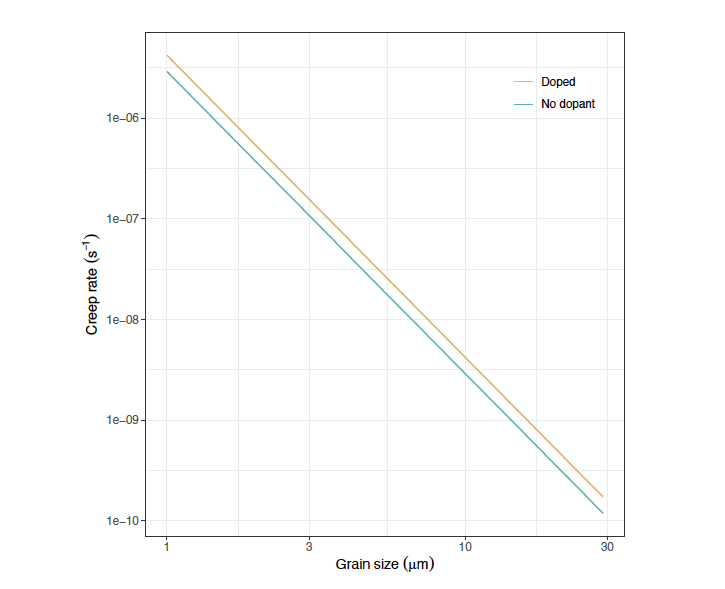 Doped
No dopant
1e−06
1e−07
1e−08
1e−09
1e−10
Creep rate (s⁻¹)
1 3 10 30
Grain size (μm)